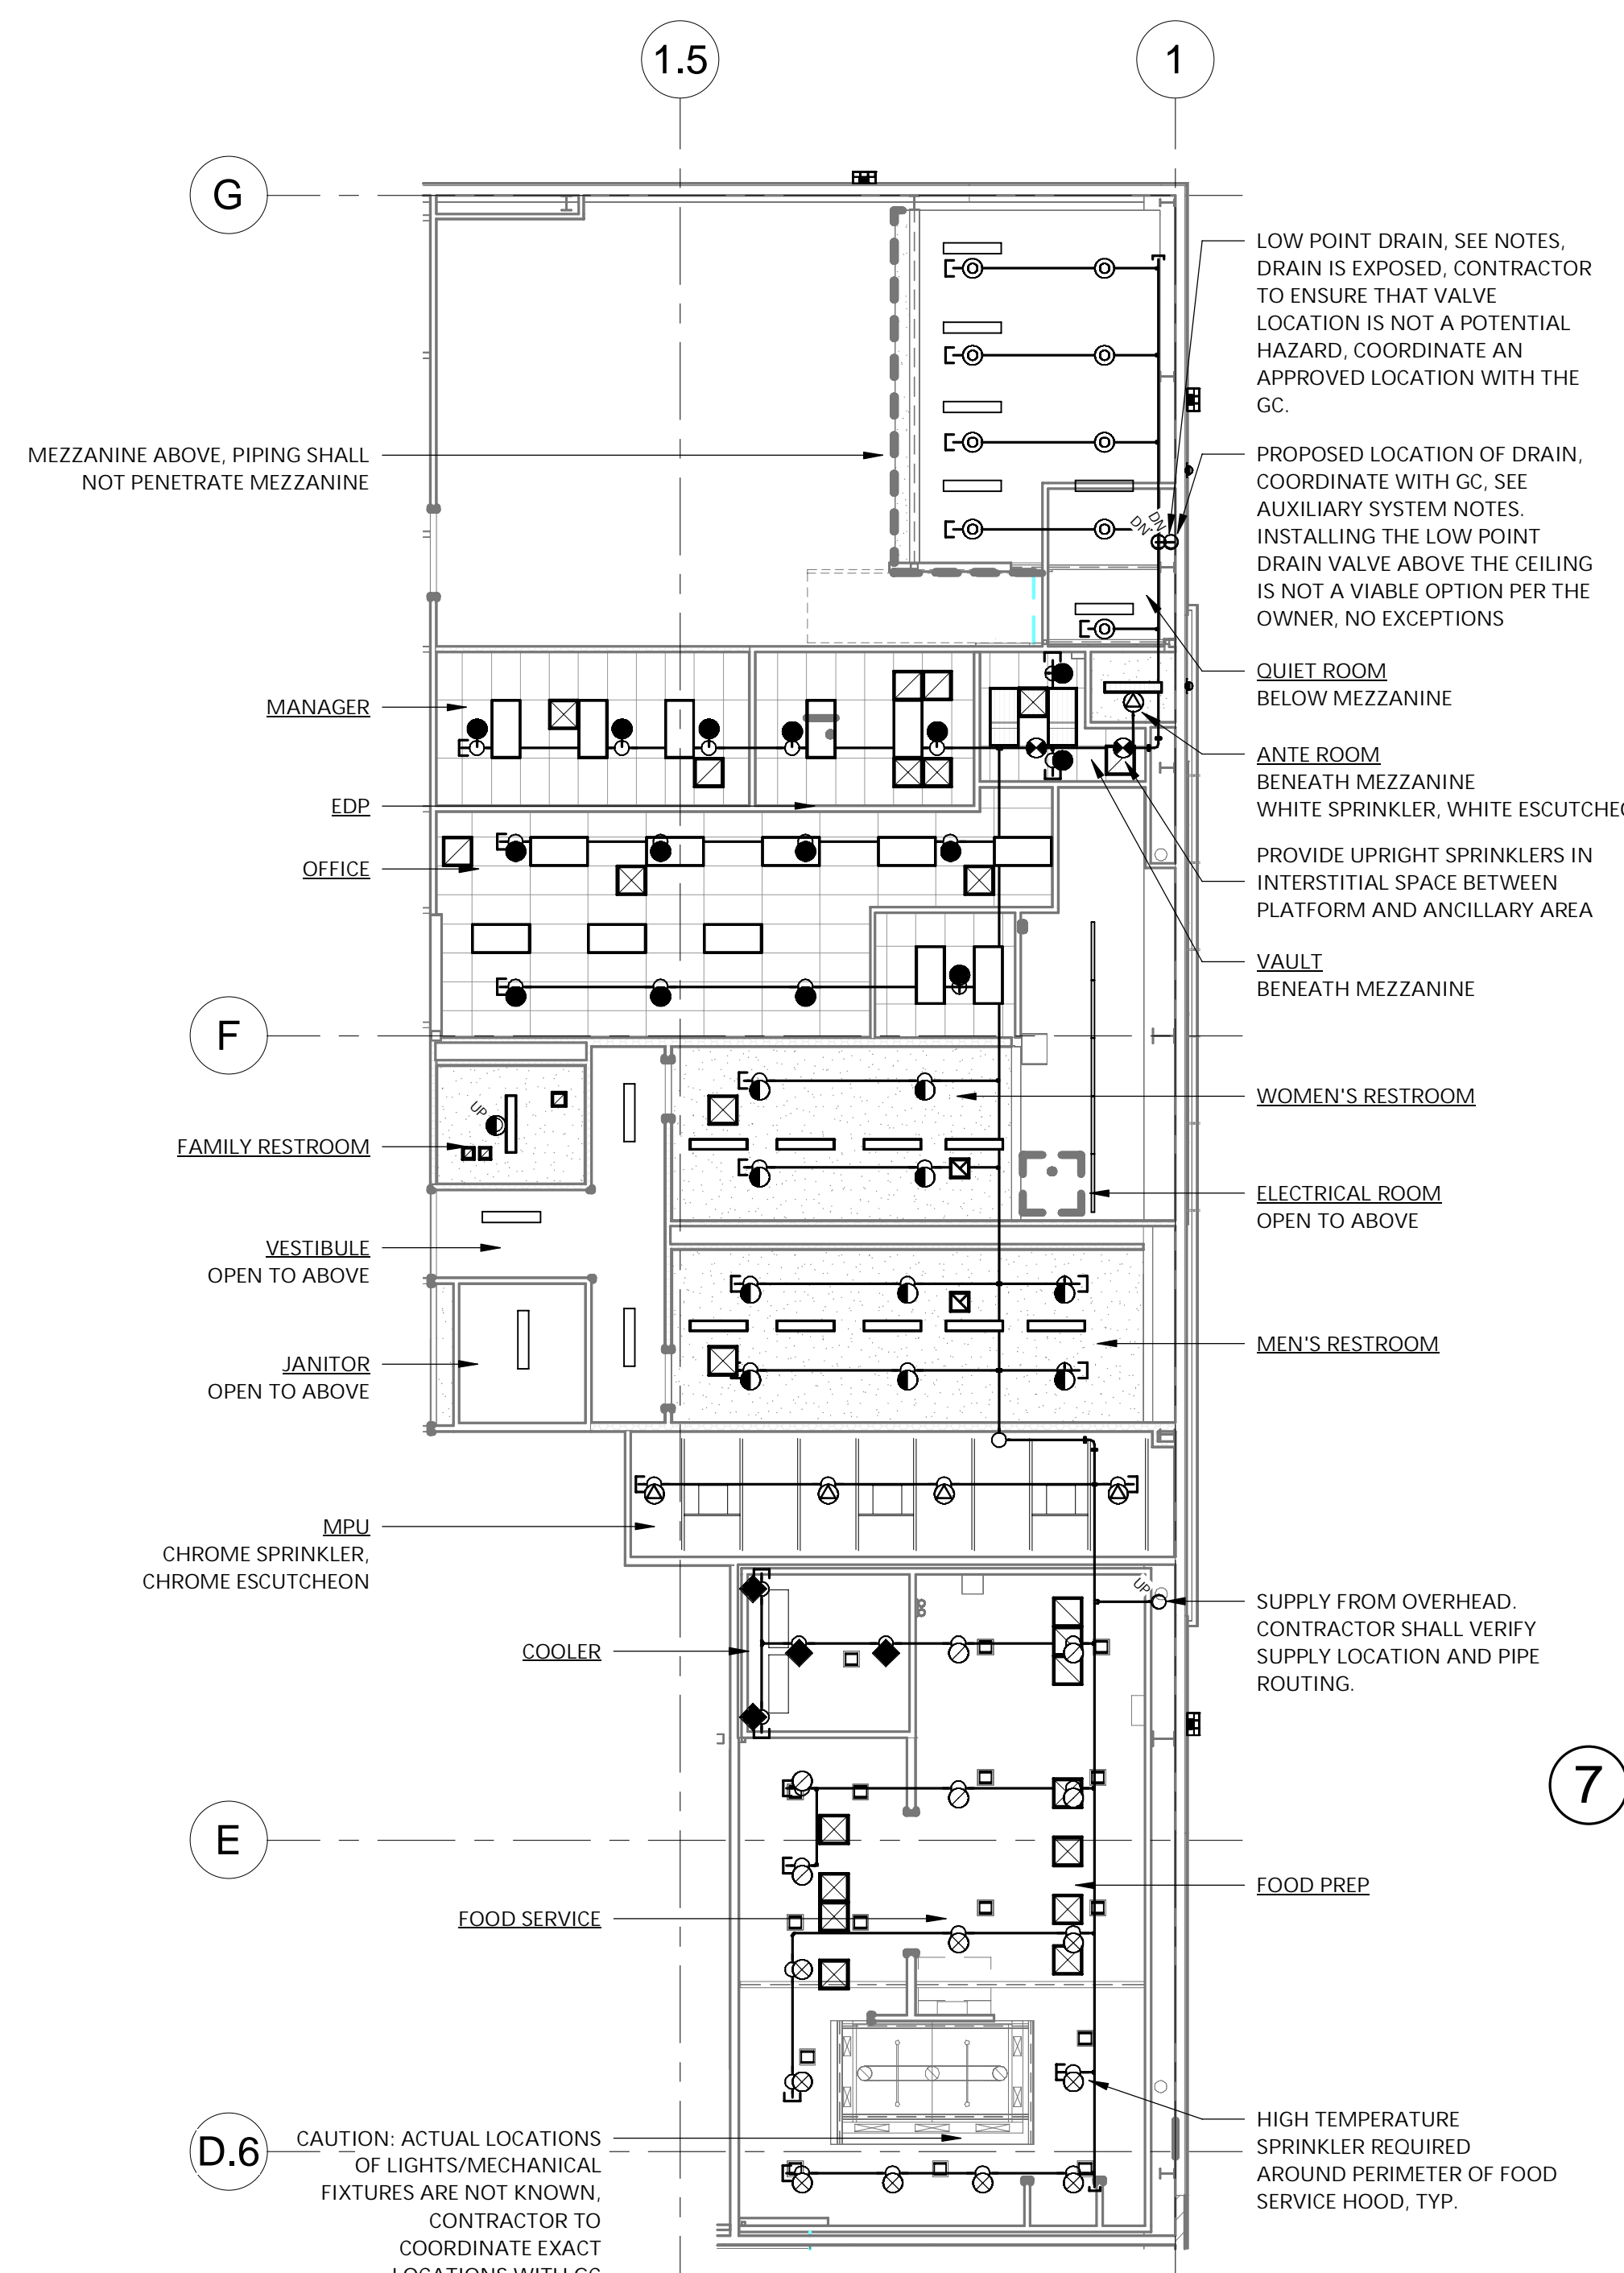 1.5
1
G
LOW POINT DRAIN, SEE NOTES,
DRAIN IS EXPOSED, CONTRACTOR
TO ENSURE THAT VALVE
LOCATION IS NOT A POTENTIAL
HAZARD, COORDINATE AN
APPROVED LOCATION WITH THE
GC.
MEZZANINE ABOVE, PIPING SHALL
NOT PENETRATE MEZZANINE
PROPOSED LOCATION OF DRAIN,
COORDINATE WITH GC, SEE
AUXILIARY SYSTEM NOTES.
INSTALLING THE LOW POINT
DRAIN VALVE ABOVE THE CEILING
IS NOT A VIABLE OPTION PER THE
OWNER, NO EXCEPTIONS
DN
DN
QUIET ROOM
BELOW MEZZANINE
MANAGER
ANTE ROOM
BENEATH MEZZANINE
WHITE SPRINKLER, WHITE
EDP
OFFICE
PROVIDE UPRIGHT SPRINKLERS IN
INTERSTITIAL SPACE BETWEEN
PLATFORM AND ANCILLARY AREA
VAULT
BENEATH MEZZANINE
F
WOMEN'S RESTROOM
UP
FAMILY RESTROOM
ELECTRICAL ROOM
OPEN TO ABOVE
VESTIBULE
OPEN TO ABOVE
MEN'S RESTROOM
JANITOR
OPEN TO ABOVE
MPU
CHROME SPRINKLER,
CHROME ESCUTCHEON
UP
SUPPLY FROM OVERHEAD.
CONTRACTOR SHALL VERIFY
SUPPLY LOCATION AND PIPE
ROUTING.
COOLER
7
E
FOOD PREP
FOOD SERVICE
HIGH TEMPERATURE
SPRINKLER REQUIRED
AROUND PERIMETER OF FOOD
SERVICE HOOD, TYP.
D.6
CAUTION: ACTUAL LOCATIONS
OF LIGHTS/MECHANICAL
FIXTURES ARE NOT KNOWN,
CONTRACTOR TO
COORDINATE EXACT
LOCATIONS WITH GC